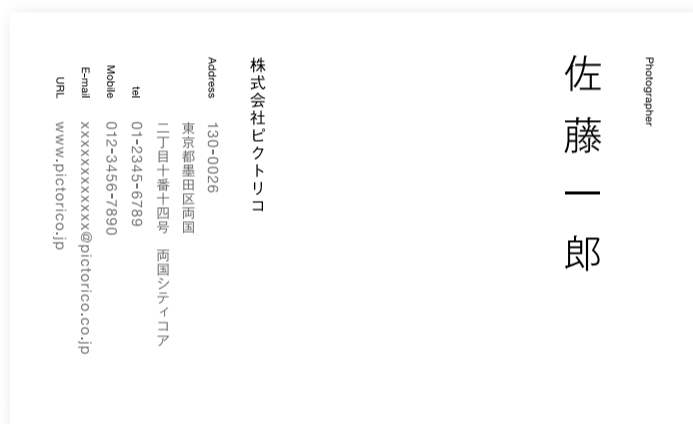 Photographer
佐藤一郎
株式会社ピクトリコ
Address 130-0026
東京都墨田区両国
二丁目十番十四号 両国シティコア
tel 01-2345-6789
Mobile 012-3456-7890
E-mail xxxxxxxxxxxx@pictorico.co.jp
URL www.pictorico.jp